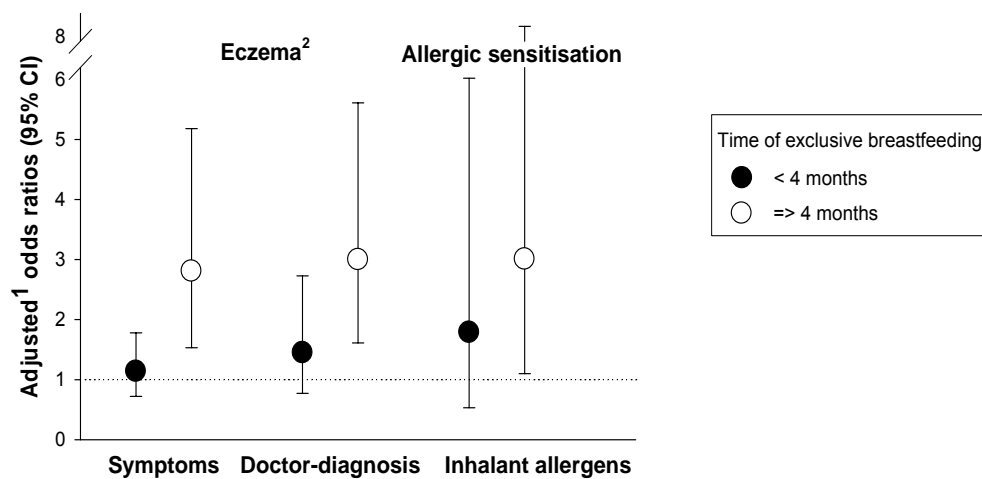 Adjusted1 odds ratios (95% CI)
8
6
5
4
3
2
1
0
Eczema2
Allergic sensitisation
Symptoms
Doctor-diagnosis
Inhalant allergens
Time of exclusive breastfeeding
< 4 months
=> 4 months